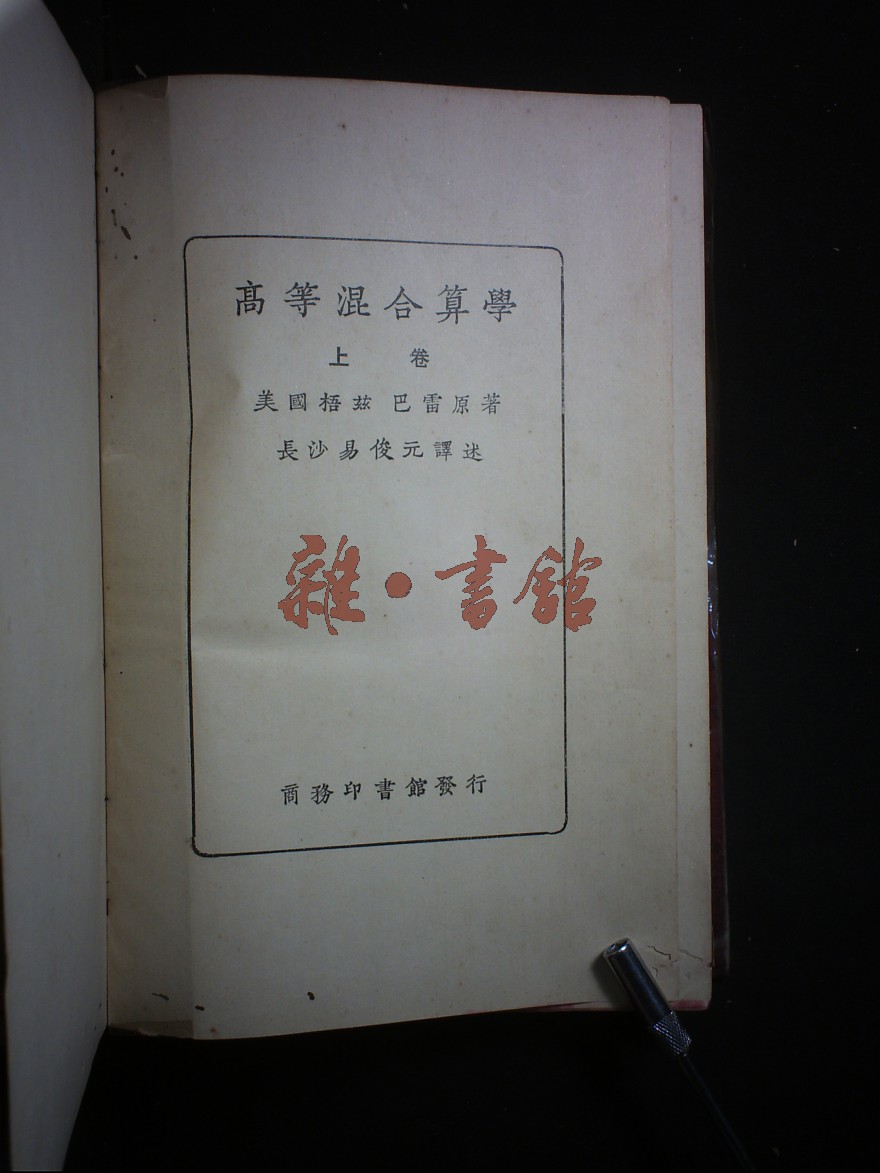 高等混合算學
上 卷
美國梧兹 巴雷原著
長沙易俊元譯述
雜·書館
商務印書館發行